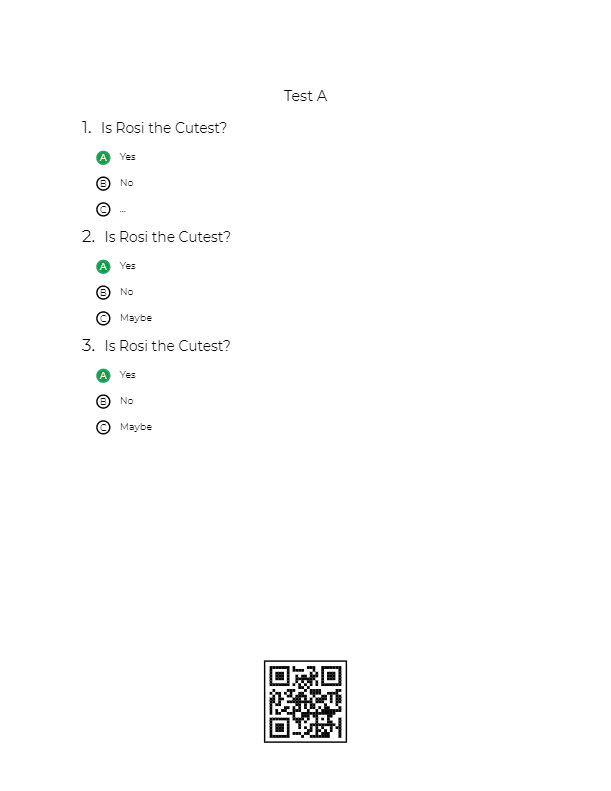 Test A
1. Is Rosi the Cutest?
A Yes
B No
C ...
2. Is Rosi the Cutest?
A Yes
B No
C Maybe
3. Is Rosi the Cutest?
A Yes
B No
C Maybe